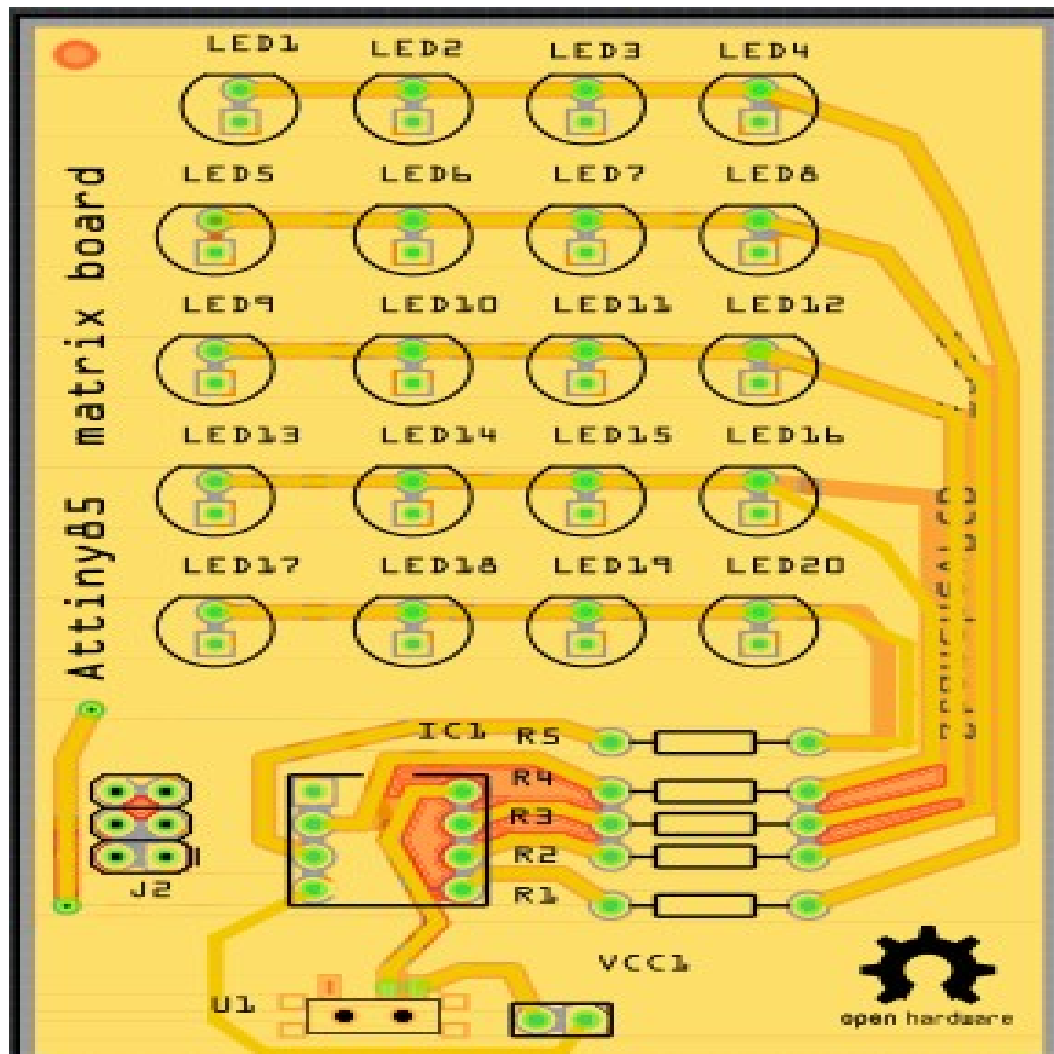 LED1 LED2 LED3 LED4
LED5 LED6 LED7 LED8
LED9 LED10 LED11 LED12
LED13 LED14 LED15 LED16
LED17 LED18 LED19 LED20
Attiny85 matrix board
IC1 R5
R4
R3
R2
R1
J2
VCC1
U1
open hardware